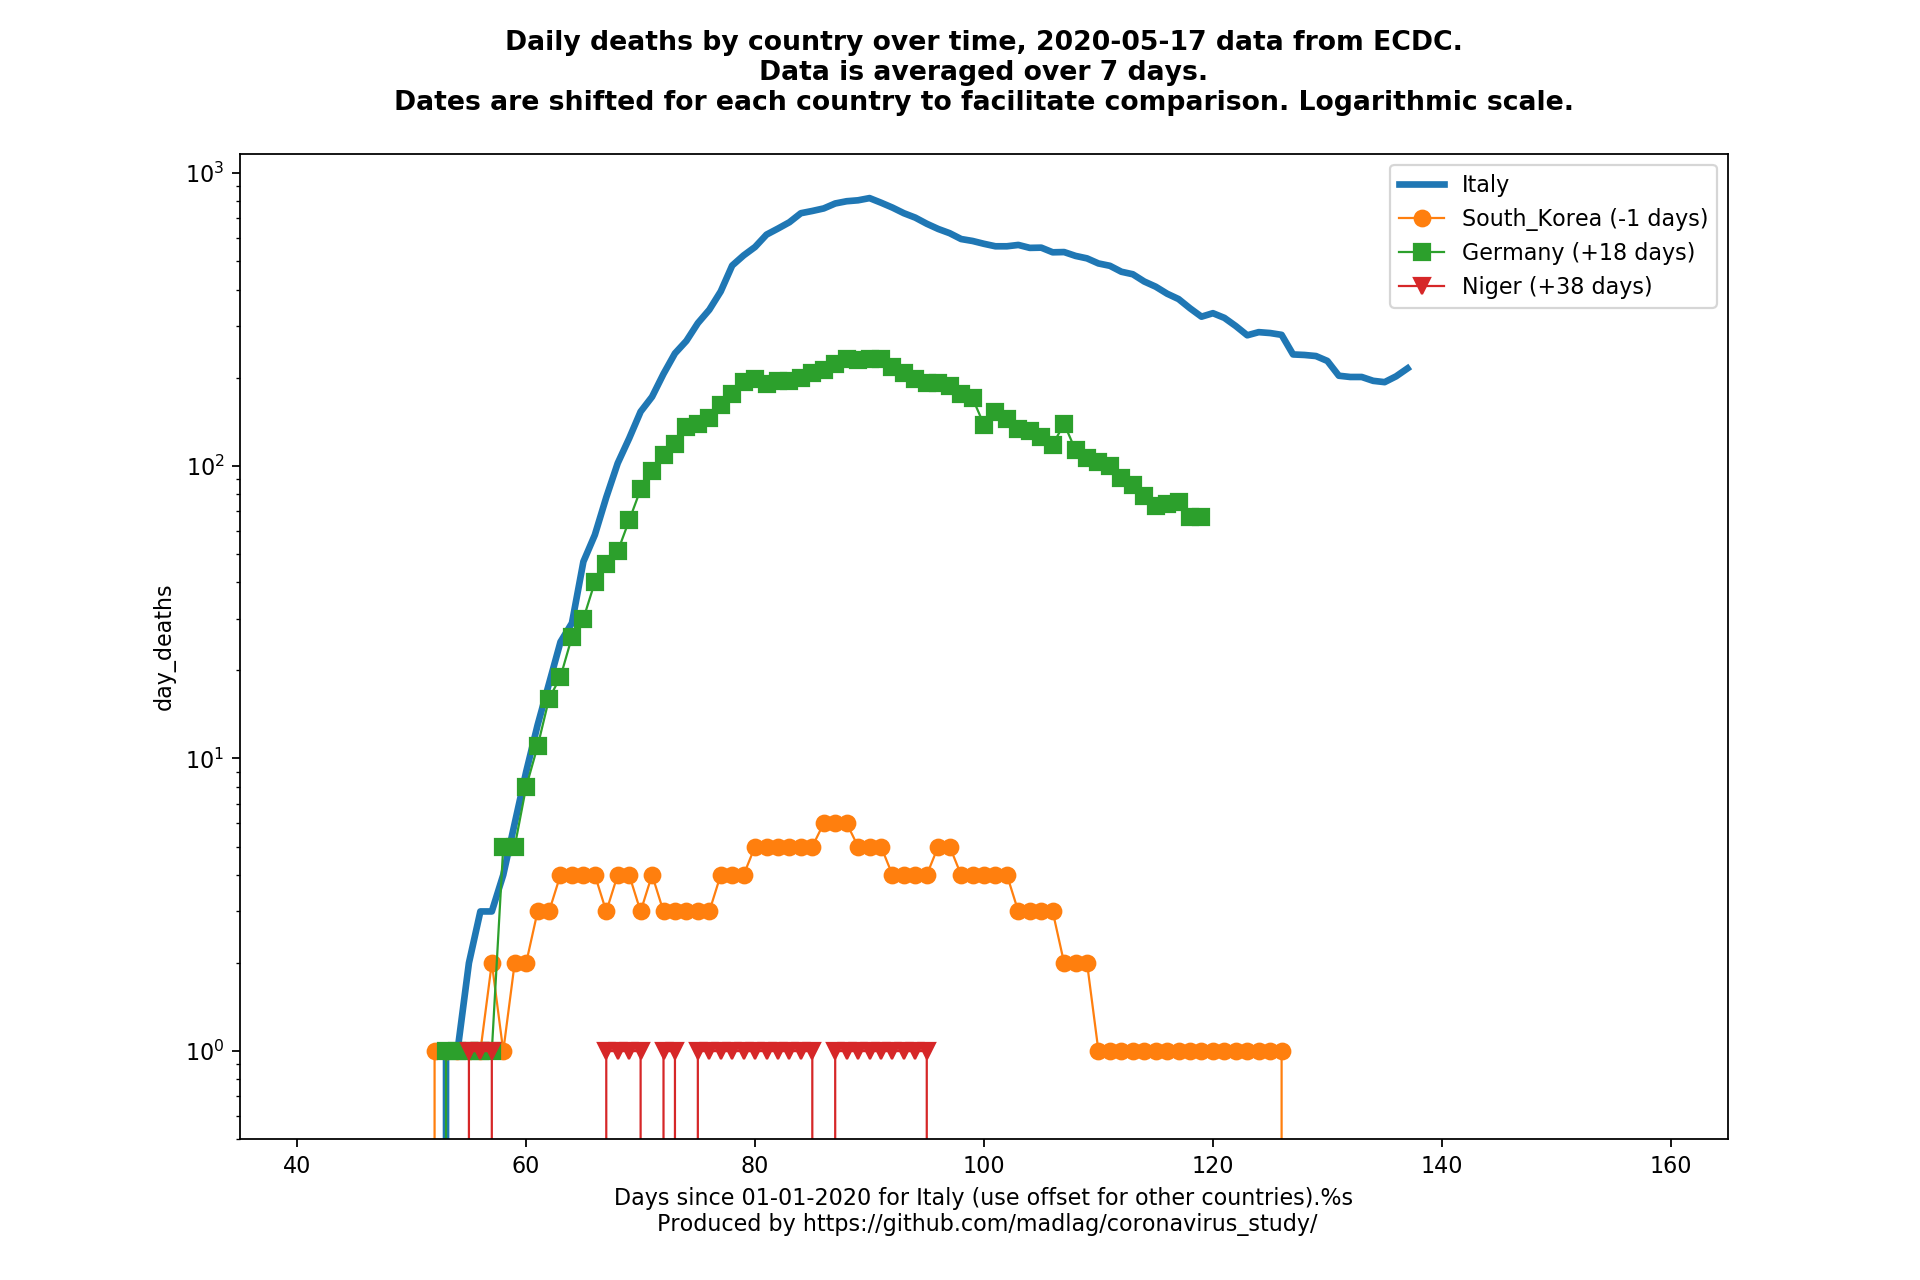 Daily deaths by country over time, 2020-05-17 data from ECDC.
Data is averaged over 7 days.
Dates are shifted for each country to facilitate comparison. Logarithmic scale.
10³
10²
10¹
10⁰
day_deaths
Italy
South_Korea (-1 days)
Germany (+18 days)
Niger (+38 days)
40 60 80 100 120 140 160
Days since 01-01-2020 for Italy (use offset for other countries).%s
Produced by https://github.com/madlag/coronavirus_study/